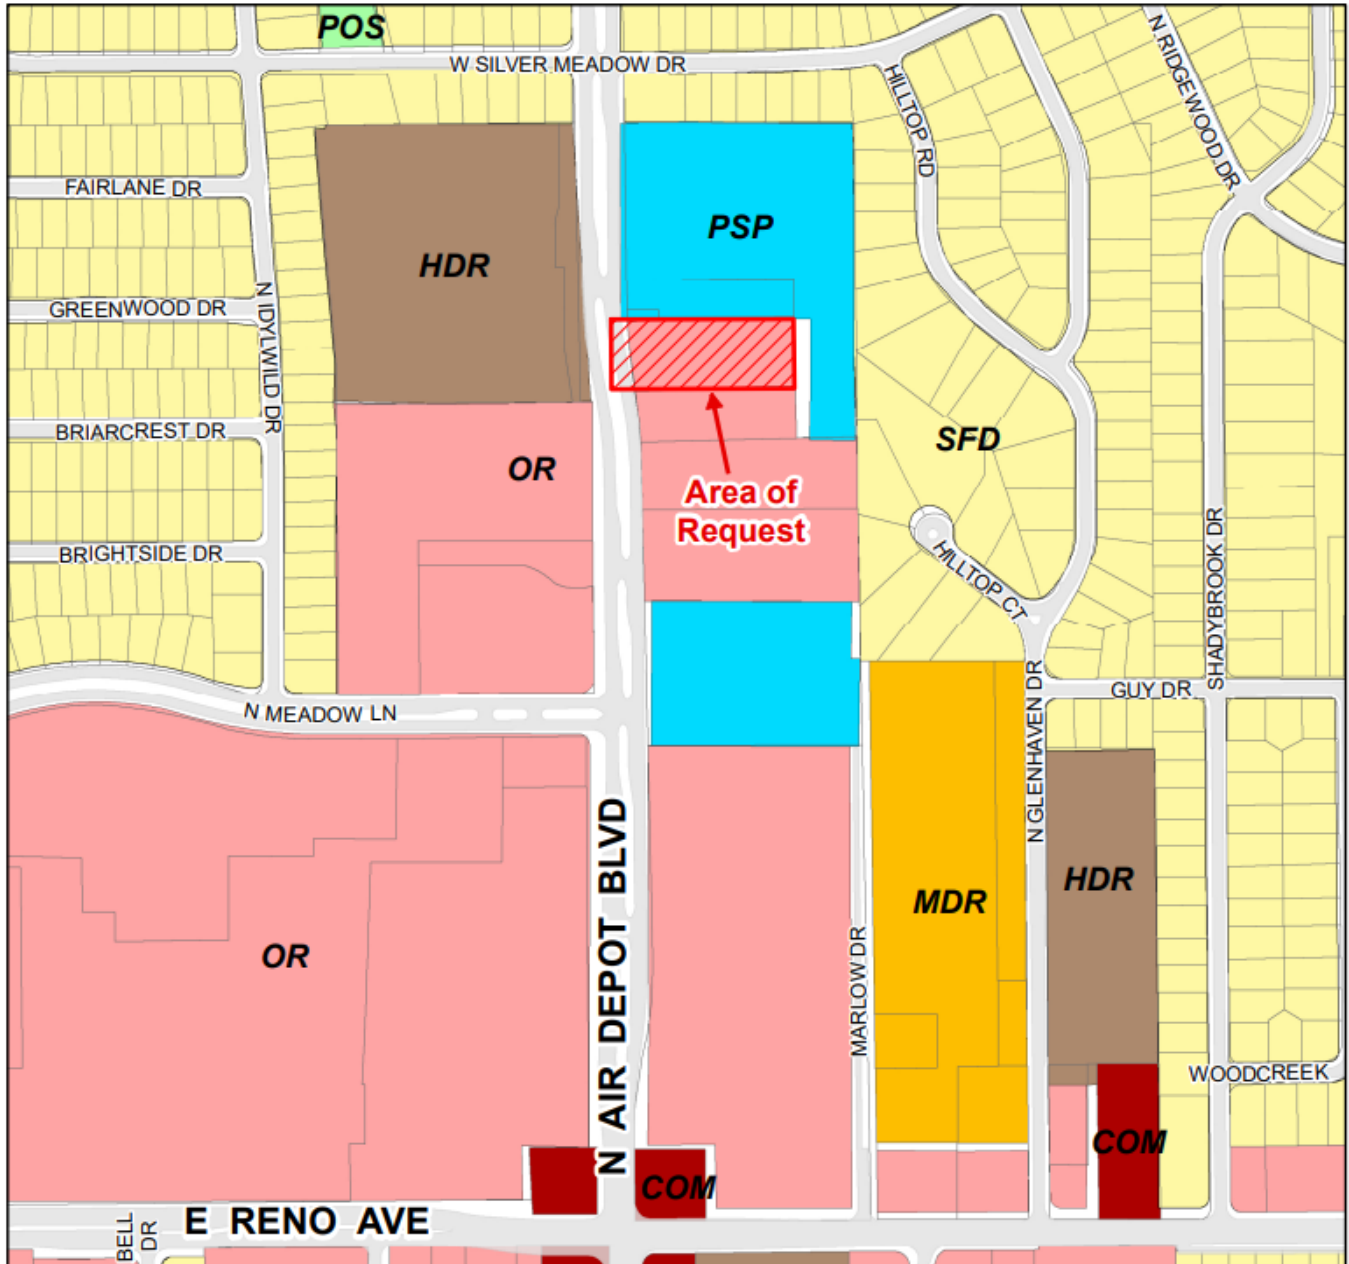 POS
W SILVER MEADOW DR
N RIDGEWOOD DR
HILLTOP RD
FAIRLANE DR
PSP
HDR
GREENWOOD DR
N IDYLWILD DR
BRIARCREST DR
OR
SFD
Area of
Request
BRIGHTSIDE DR
HILLTOP CT
SHADYBROOK DR
GUY DR
N MEADOW LN
N GLENHAVEN DR
N AIR DEPOT BLVD
HDR
MDR
OR
MARLOW DR
WOODCREEK
COM
COM
E RENO AVE
BELL
DR